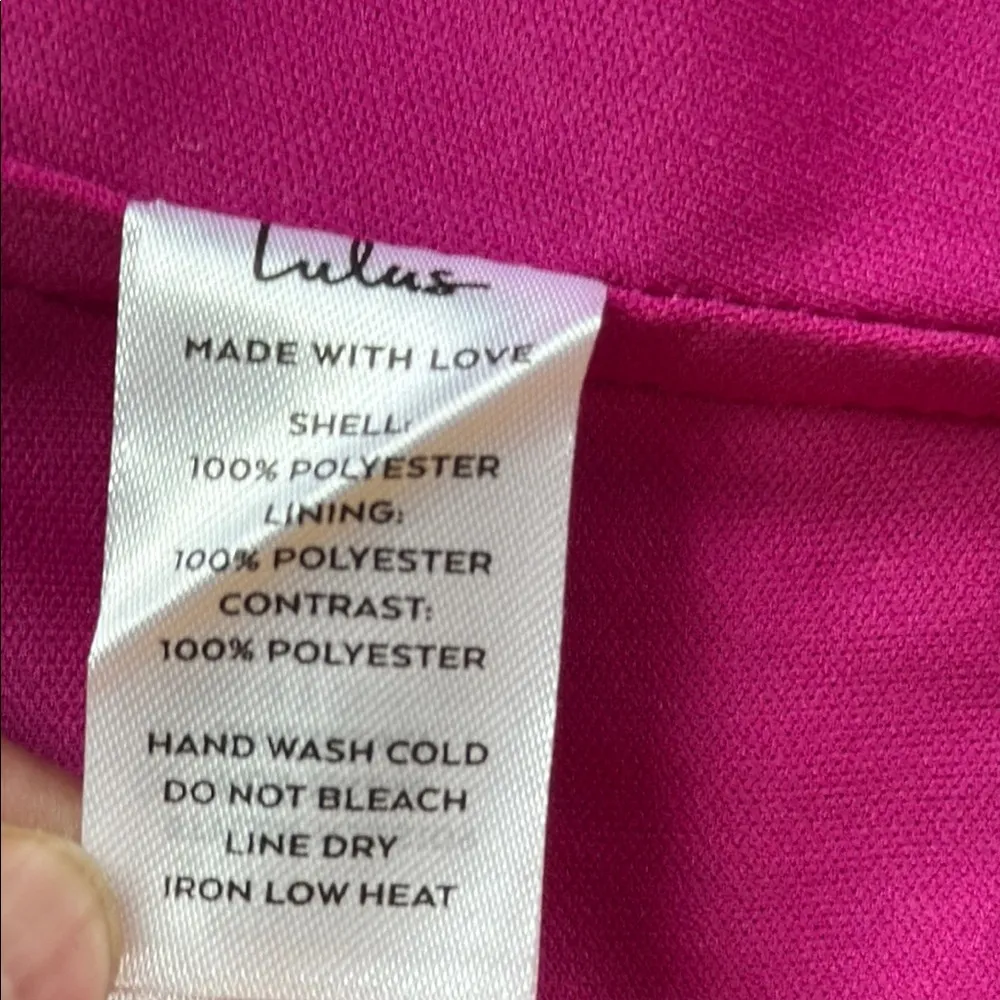 Lulus
MADE WITH LOVE
SHELL:
100% POLYESTER
LINING:
100% POLYESTER
CONTRAST:
100% POLYESTER
HAND WASH COLD
DO NOT BLEACH
LINE DRY
IRON LOW HEAT